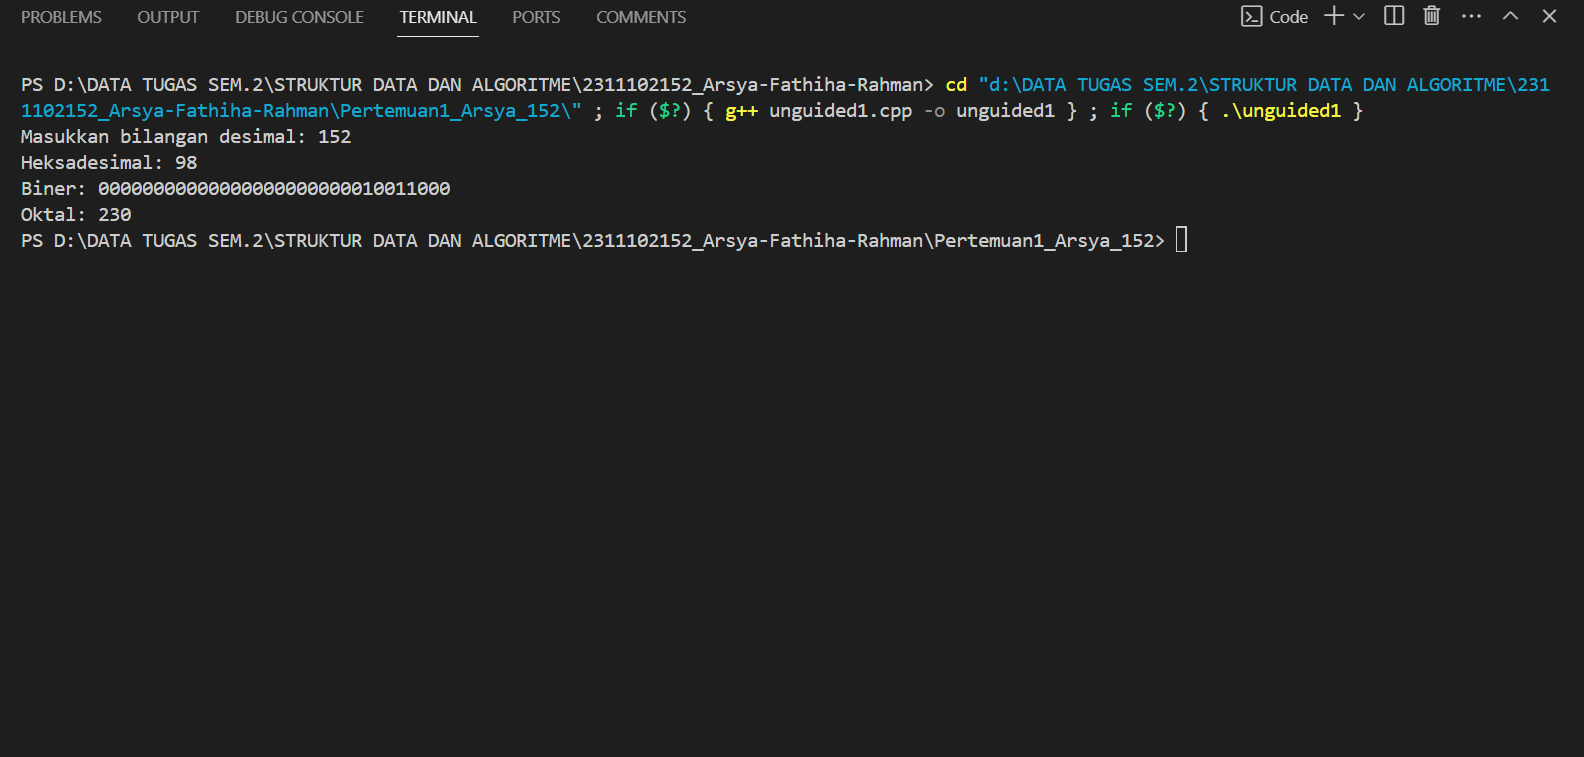 PROBLEMS OUTPUT DEBUG CONSOLE TERMINAL PORTS COMMENTS Code
PS D:\DATA TUGAS SEM.2\STRUKTUR DATA DAN ALGORITME\2311102152_Arsya-Fathiha-Rahman> cd "d:\DATA TUGAS SEM.2\STRUKTUR DATA DAN ALGORITME\231
1102152_Arsya-Fathiha-Rahman\Pertemuan1_Arsya_152\" ; if ($?) { g++ unguided1.cpp -o unguided1 } ; if ($?) { .\unguided1 }
Masukkan bilangan desimal: 152
Heksadesimal: 98
Biner: 00000000000000000000000010011000
Oktal: 230
PS D:\DATA TUGAS SEM.2\STRUKTUR DATA DAN ALGORITME\2311102152_Arsya-Fathiha-Rahman\Pertemuan1_Arsya_152>